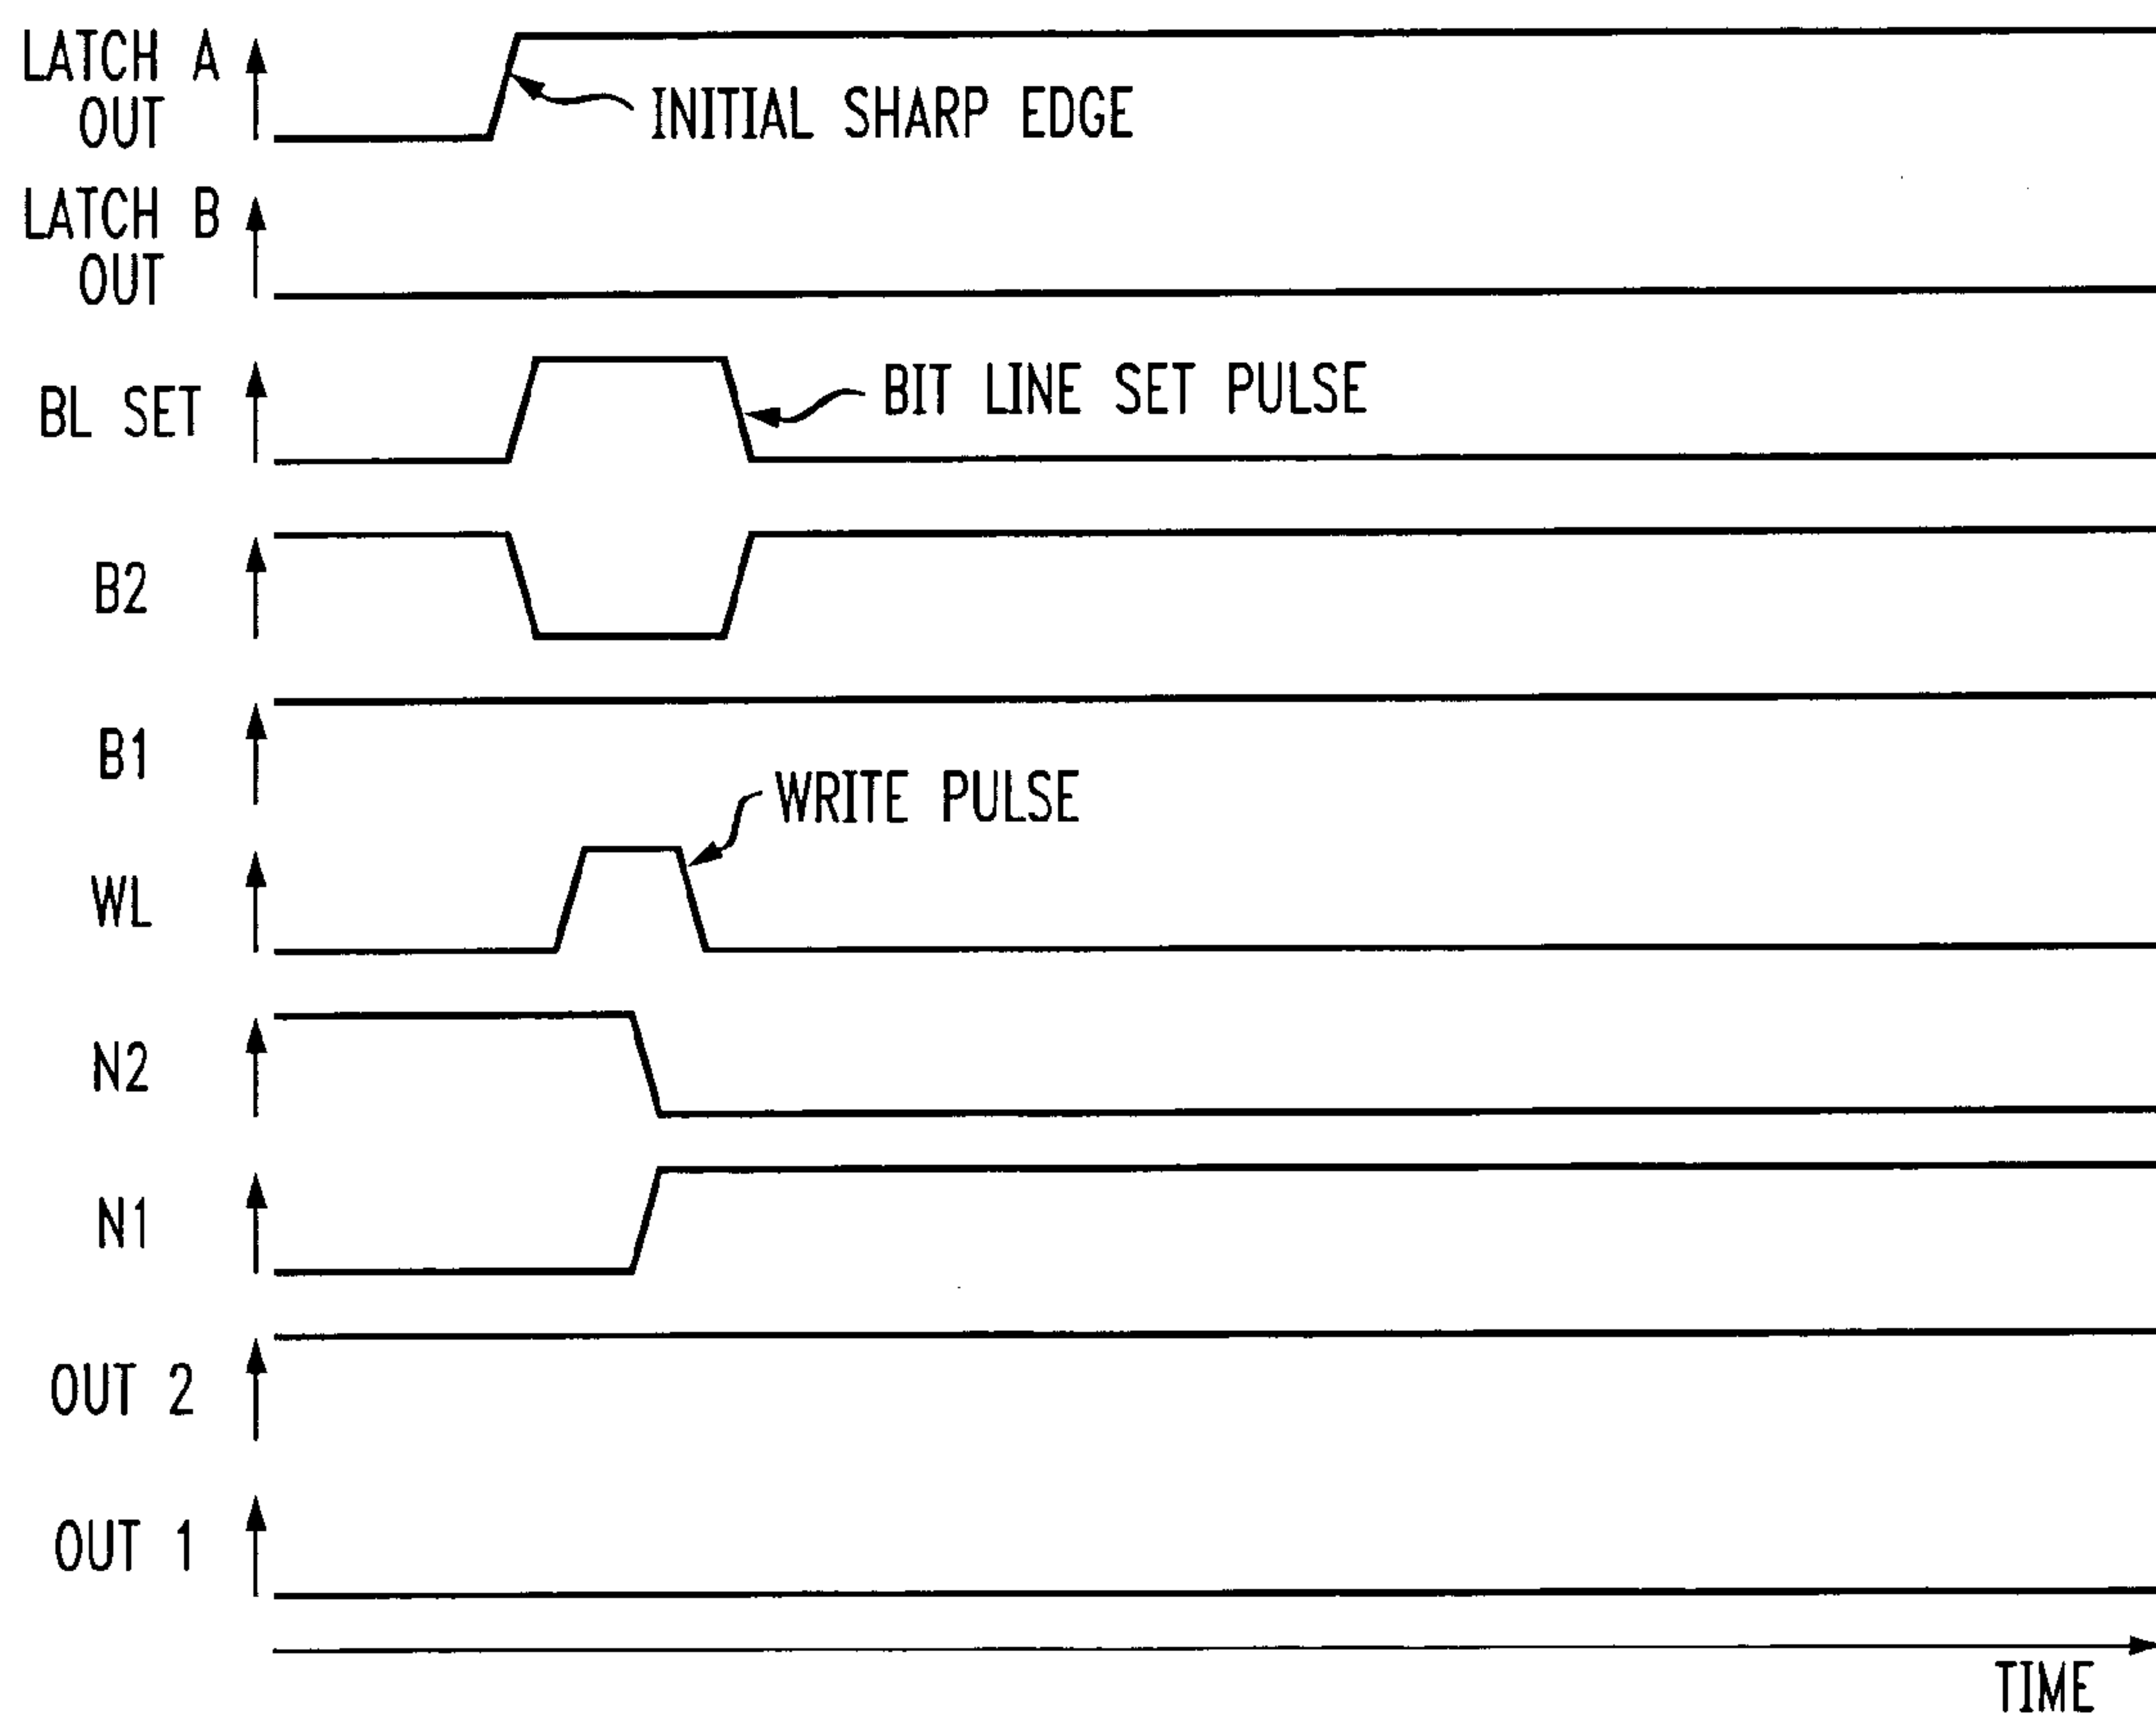 LATCH A
OUT
INITIAL SHARP EDGE
LATCH B
OUT
BL SET
BIT LINE SET PULSE
B2
B1
WRITE PULSE
WL
N2
N1
OUT 2
OUT 1
TIME